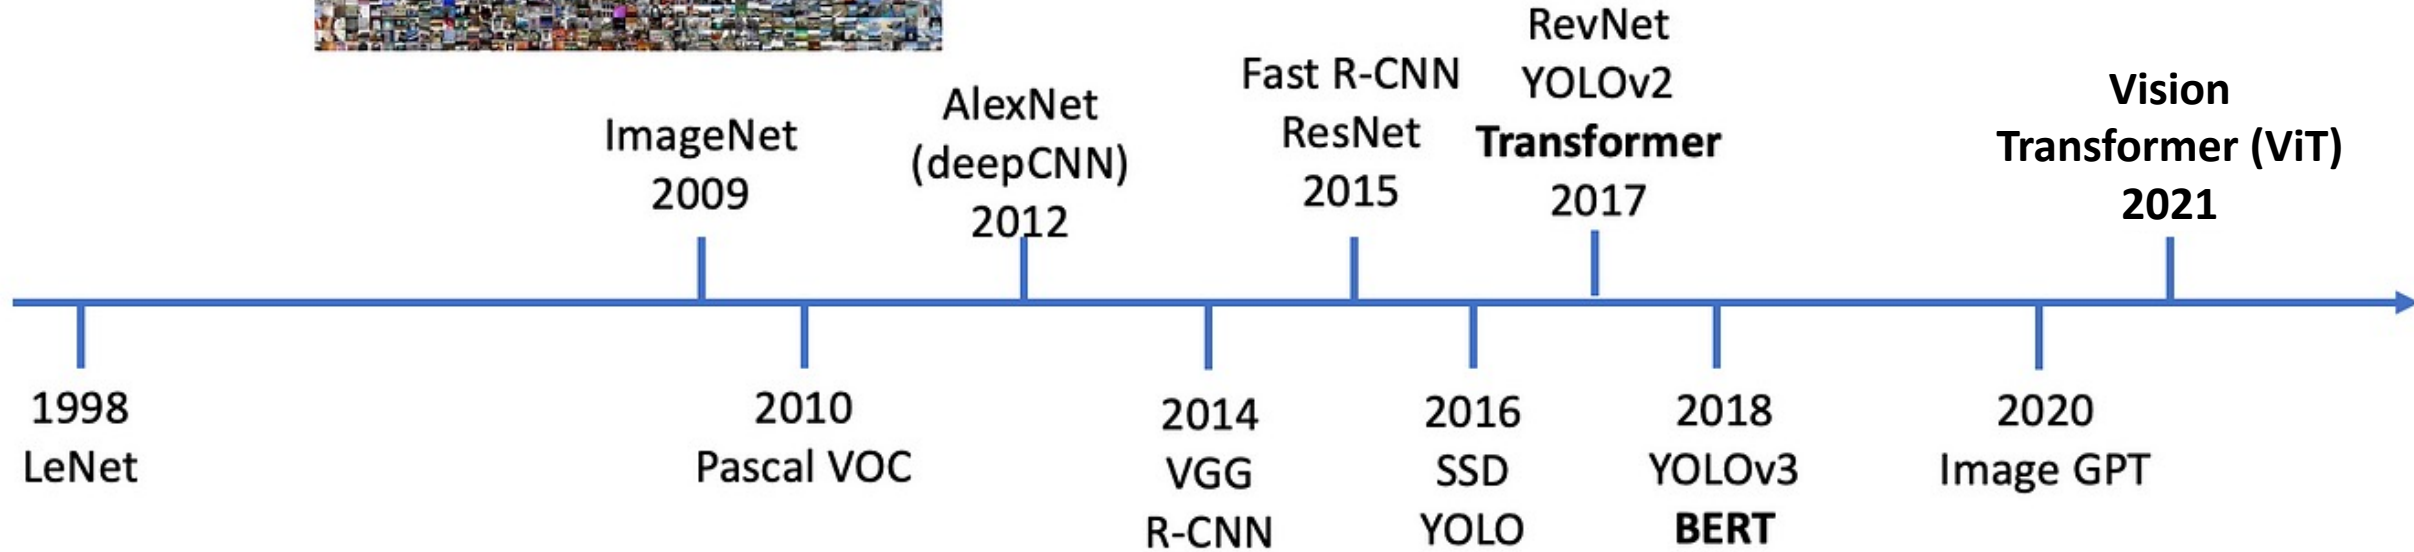 ImageNet
2009
AlexNet
(deepCNN)
2012
Fast R-CNN
ResNet
2015
RevNet
YOLOv2
Transformer
2017
Vision
Transformer (ViT)
2021
1998
LeNet
2010
Pascal VOC
2014
VGG
R-CNN
2016
SSD
YOLO
2018
YOLOv3
BERT
2020
Image GPT